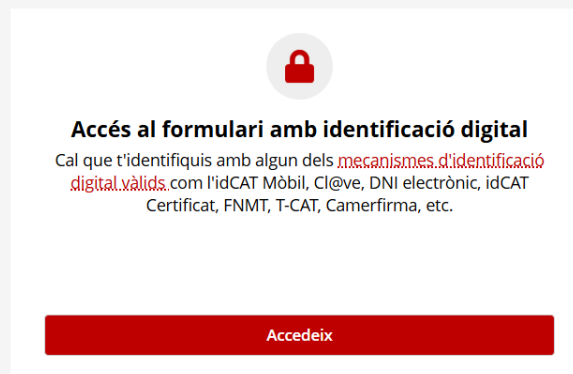 Accés al formulari amb identificació digital
Cal que t'identifiquis amb algun dels mecanismes d'identificació
digital vàlids com l'idCAT Mòbil, Cl@ve, DNI electrònic, idCAT
Certificat, FNMT, T-CAT, Camerfirma, etc.
Accedeix